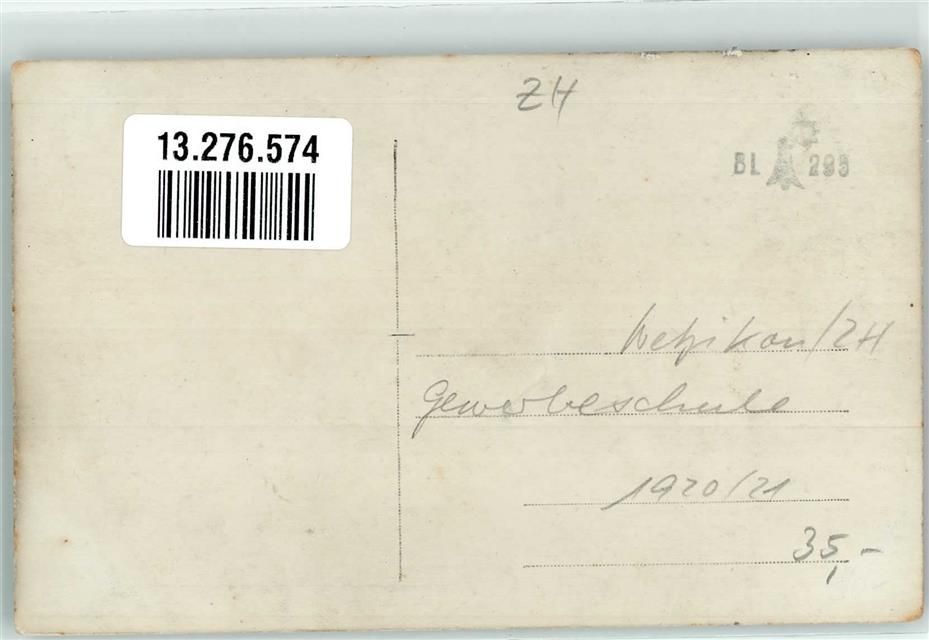 ZH
13.276.574
BL 293
Wetzikon/ZH
Gewerbeschule
1920/21
35,-